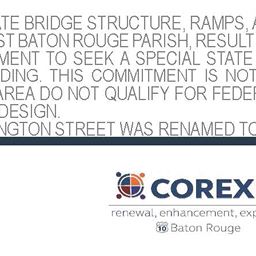 ATE BRIDGE STRUCTURE, RAMPS, A
ST BATON ROUGE PARISH, RESULT
MENT TO SEEK A SPECIAL STATE
DING. THIS COMMITMENT IS NOT
AREA DO NOT QUALIFY FOR FEDE
DESIGN.
NGTON STREET WAS RENAMED TO
COREX
renewal, enhancement, exp
10 Baton Rouge